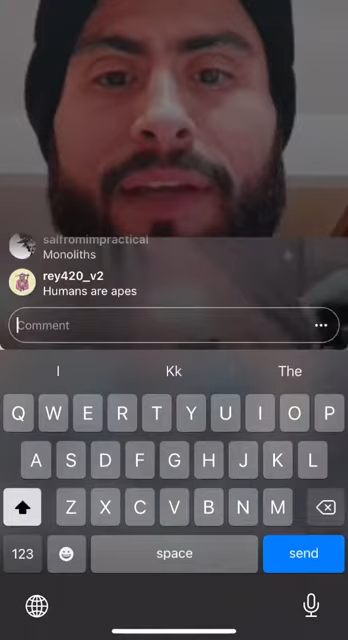 salfromimpractical
Monoliths
rey420_v2
Humans are apes
Comment
I Kk The
Q W E R T Y U I O P
A S D F G H J K L
Z X C V B N M
123 space send